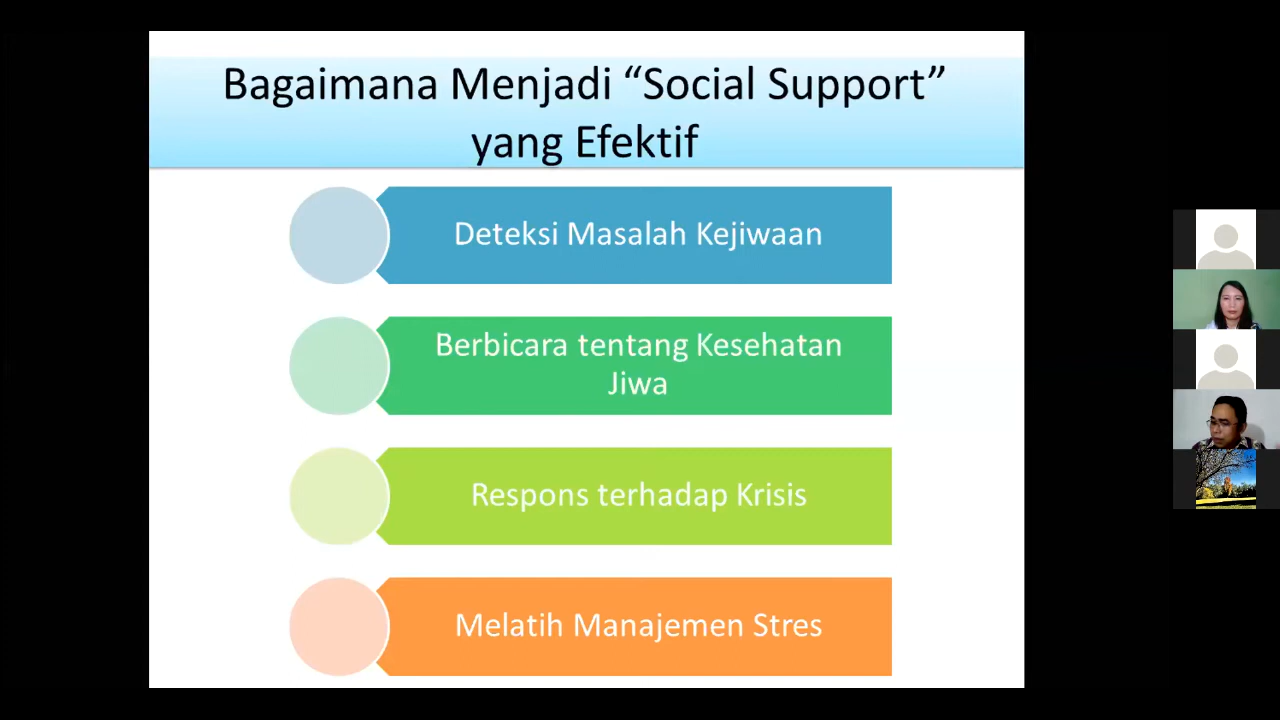 Bagaimana Menjadi “Social Support”
yang Efektif
Deteksi Masalah Kejiwaan
Berbicara tentang Kesehatan
Jiwa
Respons terhadap Krisis
Melatih Manajemen Stres